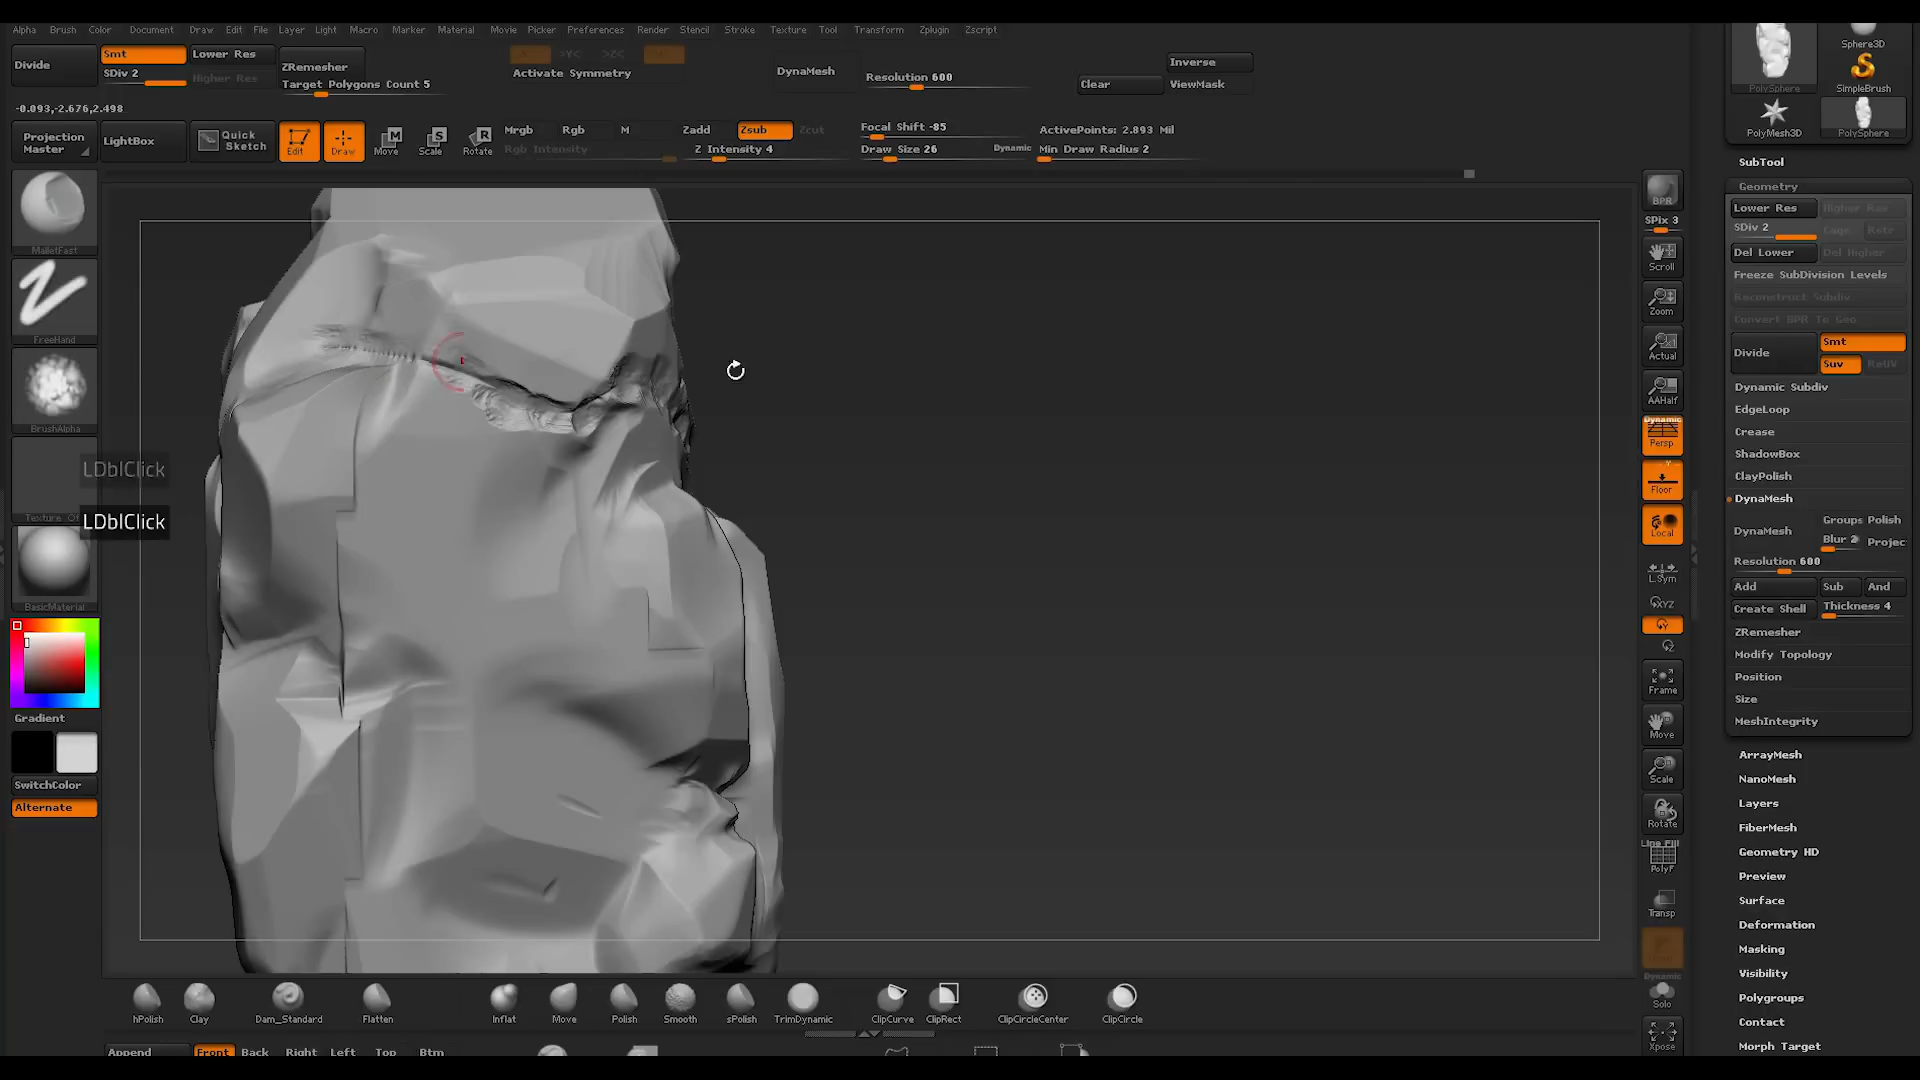 Alpha Brush Color Document Draw Edit File Layer Light Macro Marker Material Movie Picker Preferences Render Stencil Stroke Texture Tool Transform Zplugin Zscript
Divide
Smt
SDiv 2
Lower Res
Higher Res
ZRemesher
Target Polygons Count 5
>Y< >Z<
Activate Symmetry
DynaMesh
Resolution 600
Clear
Inverse
ViewMask
-0.093,-2.676,2.498
Projection Master
LightBox
Quick Sketch
Edit
Draw
Move
Scale
Rotate
Mrgb Rgb M
Rgb Intensity
Zadd Zsub Zcut
Z Intensity 4
Focal Shift -85
Draw Size 26
Dynamic
ActivePoints: 2.893 Mil
Min Draw Radius 2
MalletFast
FreeHand
BrushAlpha
LDblClick
LDblClick
BasicMaterial
Gradient
SwitchColor
Alternate
BPR
SPix 3
Scroll
Zoom
Actual
AAHalf
Dynamic
Persp
Floor
Local
L.Sym
XYZ
Y
Z
Frame
Move
Scale
Rotate
Line Fill
PolyF
Transp
Dynamic
Solo
Xpose
PolySphere
Sphere3D
SimpleBrush
PolyMesh3D
PolySphere
SubTool
Geometry
Lower Res Higher Res
SDiv 2 Cage Rstr
Del Lower Del Higher
Freeze SubDivision Levels
Reconstruct Subdiv
Convert BPR To Geo
Divide
Smt
Suv ReUV
Dynamic Subdiv
EdgeLoop
Crease
ShadowBox
ClayPolish
DynaMesh
DynaMesh
Groups Polish
Blur 2 Projec
Resolution 600
Add Sub And
Create Shell Thickness 4
ZRemesher
Modify Topology
Position
Size
MeshIntegrity
ArrayMesh
NanoMesh
Layers
FiberMesh
Geometry HD
Preview
Surface
Deformation
Masking
Visibility
Polygroups
Contact
Morph Target
hPolish Clay Dam_Standard Flatten Inflat Move Polish Smooth sPolish TrimDynamic ClipCurve ClipRect ClipCircleCenter ClipCircle
Append Front Back Right Left Top Btm